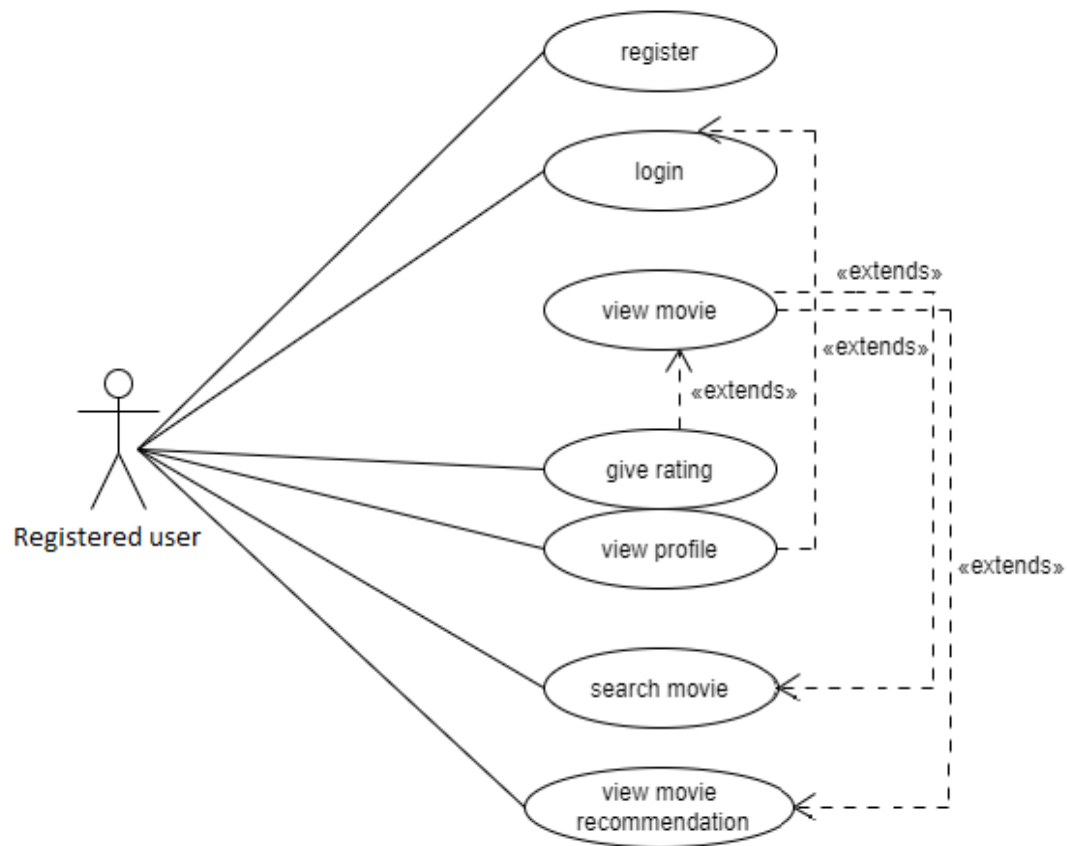 register
login
«extends»
view movie
«extends»
«extends»
give rating
Registered user
view profile
«extends»
search movie
view movie
recommendation